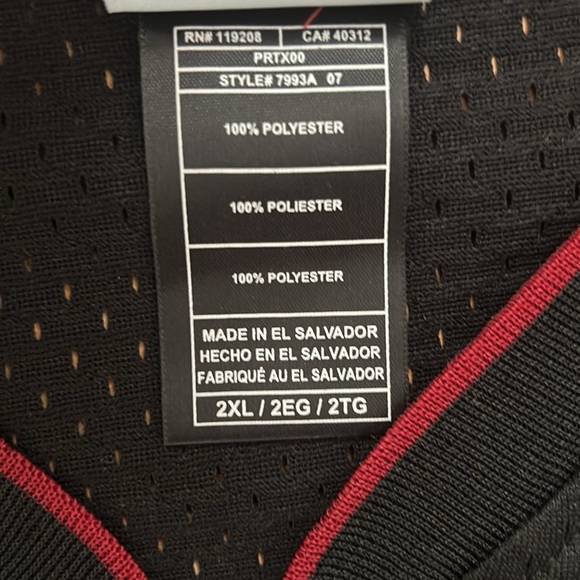 RN# 119208 CA# 40312
PRTX00
STYLE# 7993A 07
100% POLYESTER
100% POLIESTER
100% POLYESTER
MADE IN EL SALVADOR
HECHO EN EL SALVADOR
FABRIQUÉ AU EL SALVADOR
2XL / 2EG / 2TG